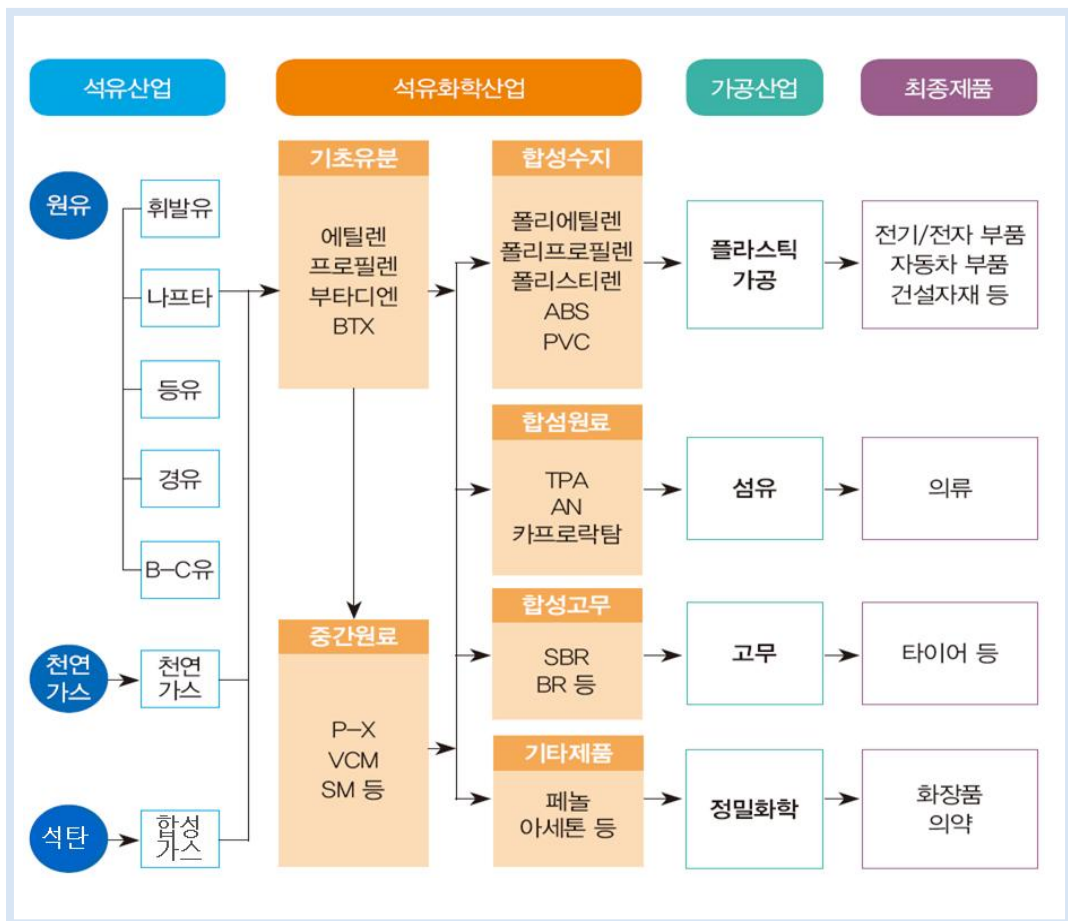 석유산업
석유화학산업
가공산업
최종제품
원유
휘발유
나프타
등유
경유
B-C유
천연
가스
천연
가스
석탄
합성
가스
기초유분
에틸렌
프로필렌
부타디엔
BTX
중간원료
P-X
VCM
SM 등
합성수지
폴리에틸렌
폴리프로필렌
폴리스티렌
ABS
PVC
합섬원료
TPA
AN
카프로락탐
합성고무
SBR
BR 등
기타제품
페놀
아세톤 등
플라스틱
가공
섬유
고무
정밀화학
전기/전자 부품
자동차 부품
건설자재 등
의류
타이어 등
화장품
의약